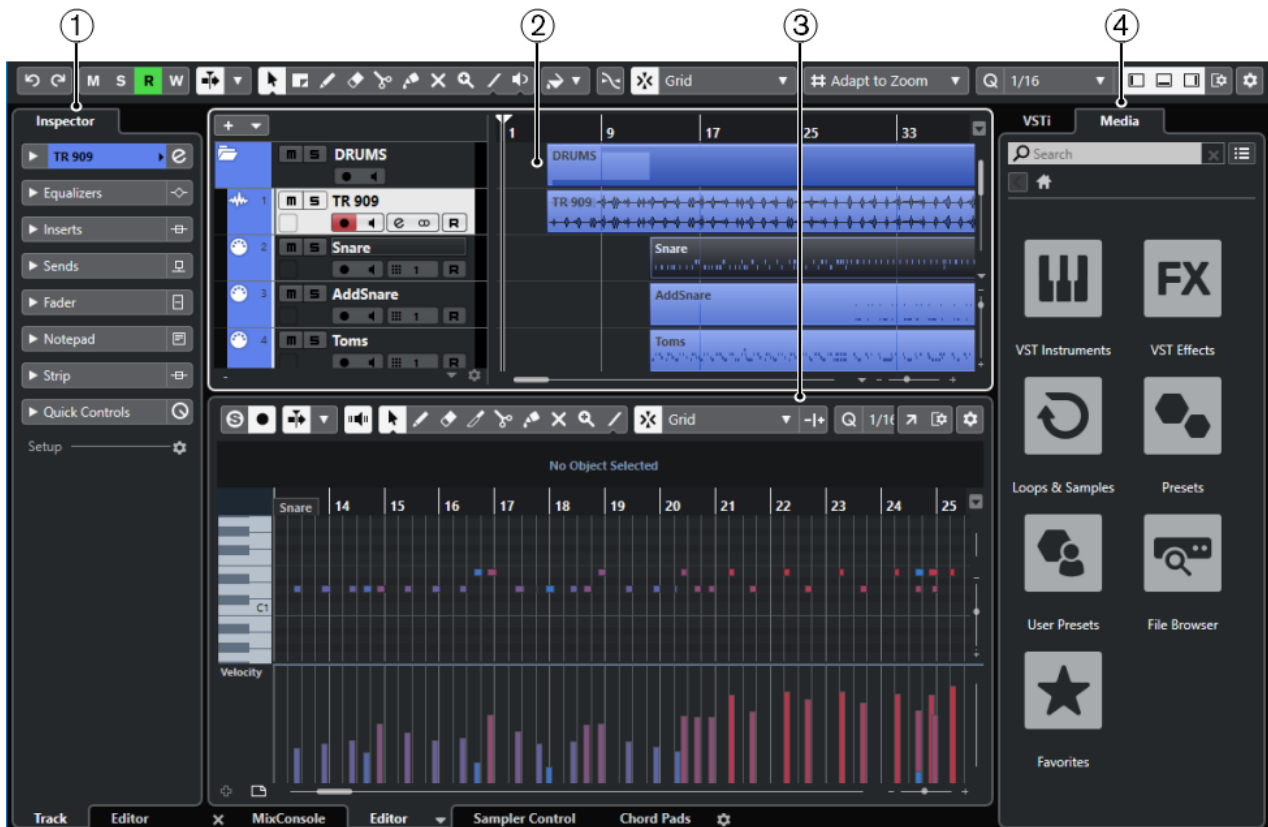 1 2 3 4
M S R W Grid Adapt to Zoom Q 1/16
Inspector
TR 909
Equalizers
Inserts
Sends
Fader
Notepad
Strip
Quick Controls
Setup
+
1 9 17 25 33
m S DRUMS
1 m S TR 909
e R
2 m S Snare
1 R
3 m S AddSnare
1 R
4 m S Toms
1 R
DRUMS
TR 909
Snare
AddSnare
Toms
S Grid Q 1/16
No Object Selected
Snare 14 15 16 17 18 19 20 21 22 23 24 25
C1
Velocity
VSTi Media
Search
VST Instruments
FX
VST Effects
Loops & Samples
Presets
User Presets
File Browser
Favorites
Track Editor MixConsole Editor Sampler Control Chord Pads